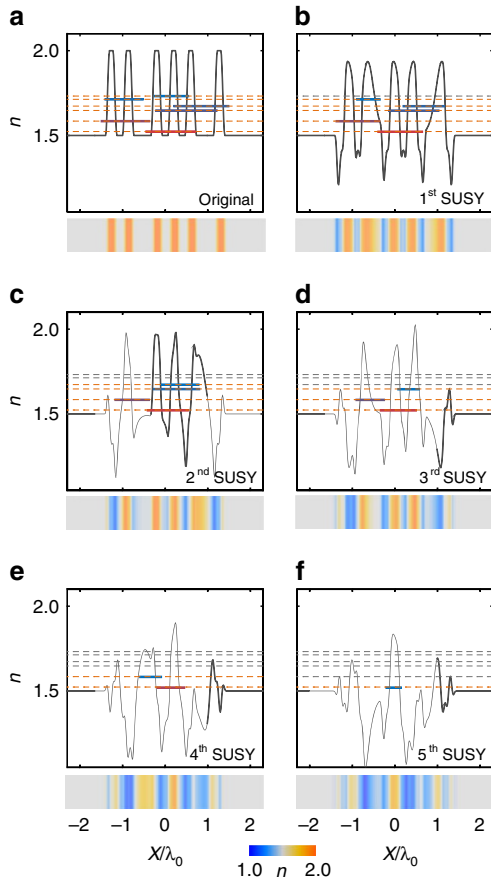 a
b
2.0
n
1.5
Original
1st SUSY
c
d
2.0
n
1.5
2nd SUSY
3rd SUSY
e
f
2.0
n
1.5
4th SUSY
5th SUSY
−2 −1 0 1 2
−2 −1 0 1 2
X/λ0
X/λ0
1.0 n 2.0